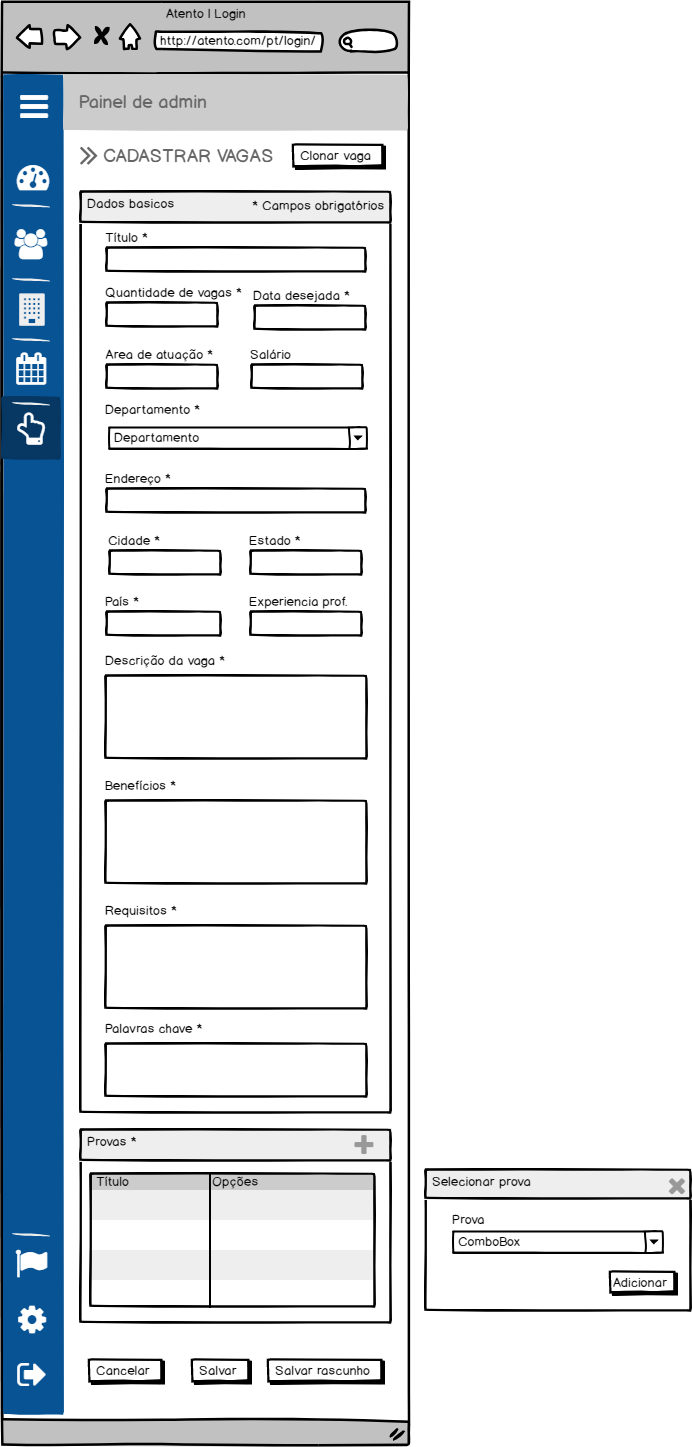 Atento | Login
http://atento.com/pt/login/
Painel de admin
CADASTRAR VAGAS
Clonar vaga
Dados basicos
* Campos obrigatórios
Título *
Quantidade de vagas *
Data desejada *
Area de atuação *
Salário
Departamento *
Departamento
Endereço *
Cidade *
Estado *
País *
Experiencia prof.
Descrição da vaga *
Benefícios *
Requisitos *
Palavras chave *
Provas *
Título
Opções
Cancelar
Salvar
Salvar rascunho
Selecionar prova
Prova
ComboBox
Adicionar